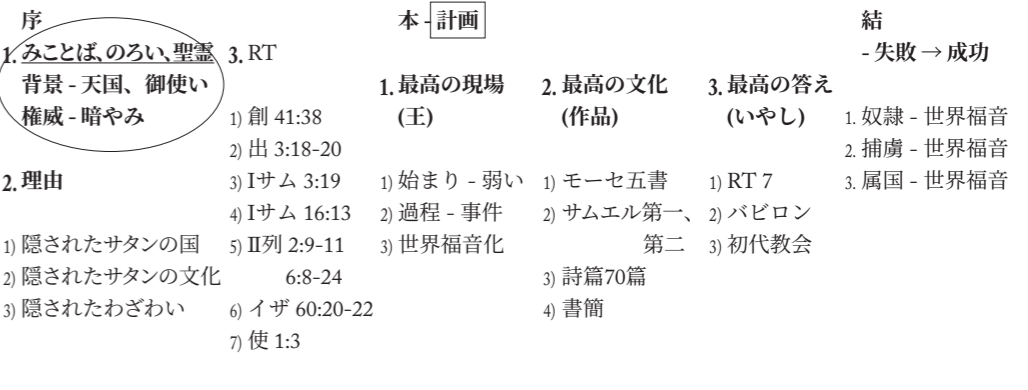 序
1. みことば、のろい、聖霊
背景 - 天国、御使い
権威 - 暗やみ
2. 理由
1) 隠されたサタンの国
2) 隠されたサタンの文化
3) 隠されたわざわい
3. RT
1) 創 41:38
2) 出 3:18-20
3) Iサム 3:19
4) Iサム 16:13
5) Ⅱ列 2:9-11
6:8-24
6) イザ 60:20-22
7) 使 1:3
本 - 計画
1. 最高の現場
(王)
1) 始まり - 弱い
2) 過程 - 事件
3) 世界福音化
2. 最高の文化
(作品)
1) モーセ五書
2) サムエル第一、
第二
3) 詩篇70篇
4) 書簡
3. 最高の答え
(いやし)
1) RT 7
2) バビロン
3) 初代教会
結
- 失敗 → 成功
1. 奴隷 - 世界福音
2. 捕虜 - 世界福音
3. 属国 - 世界福音